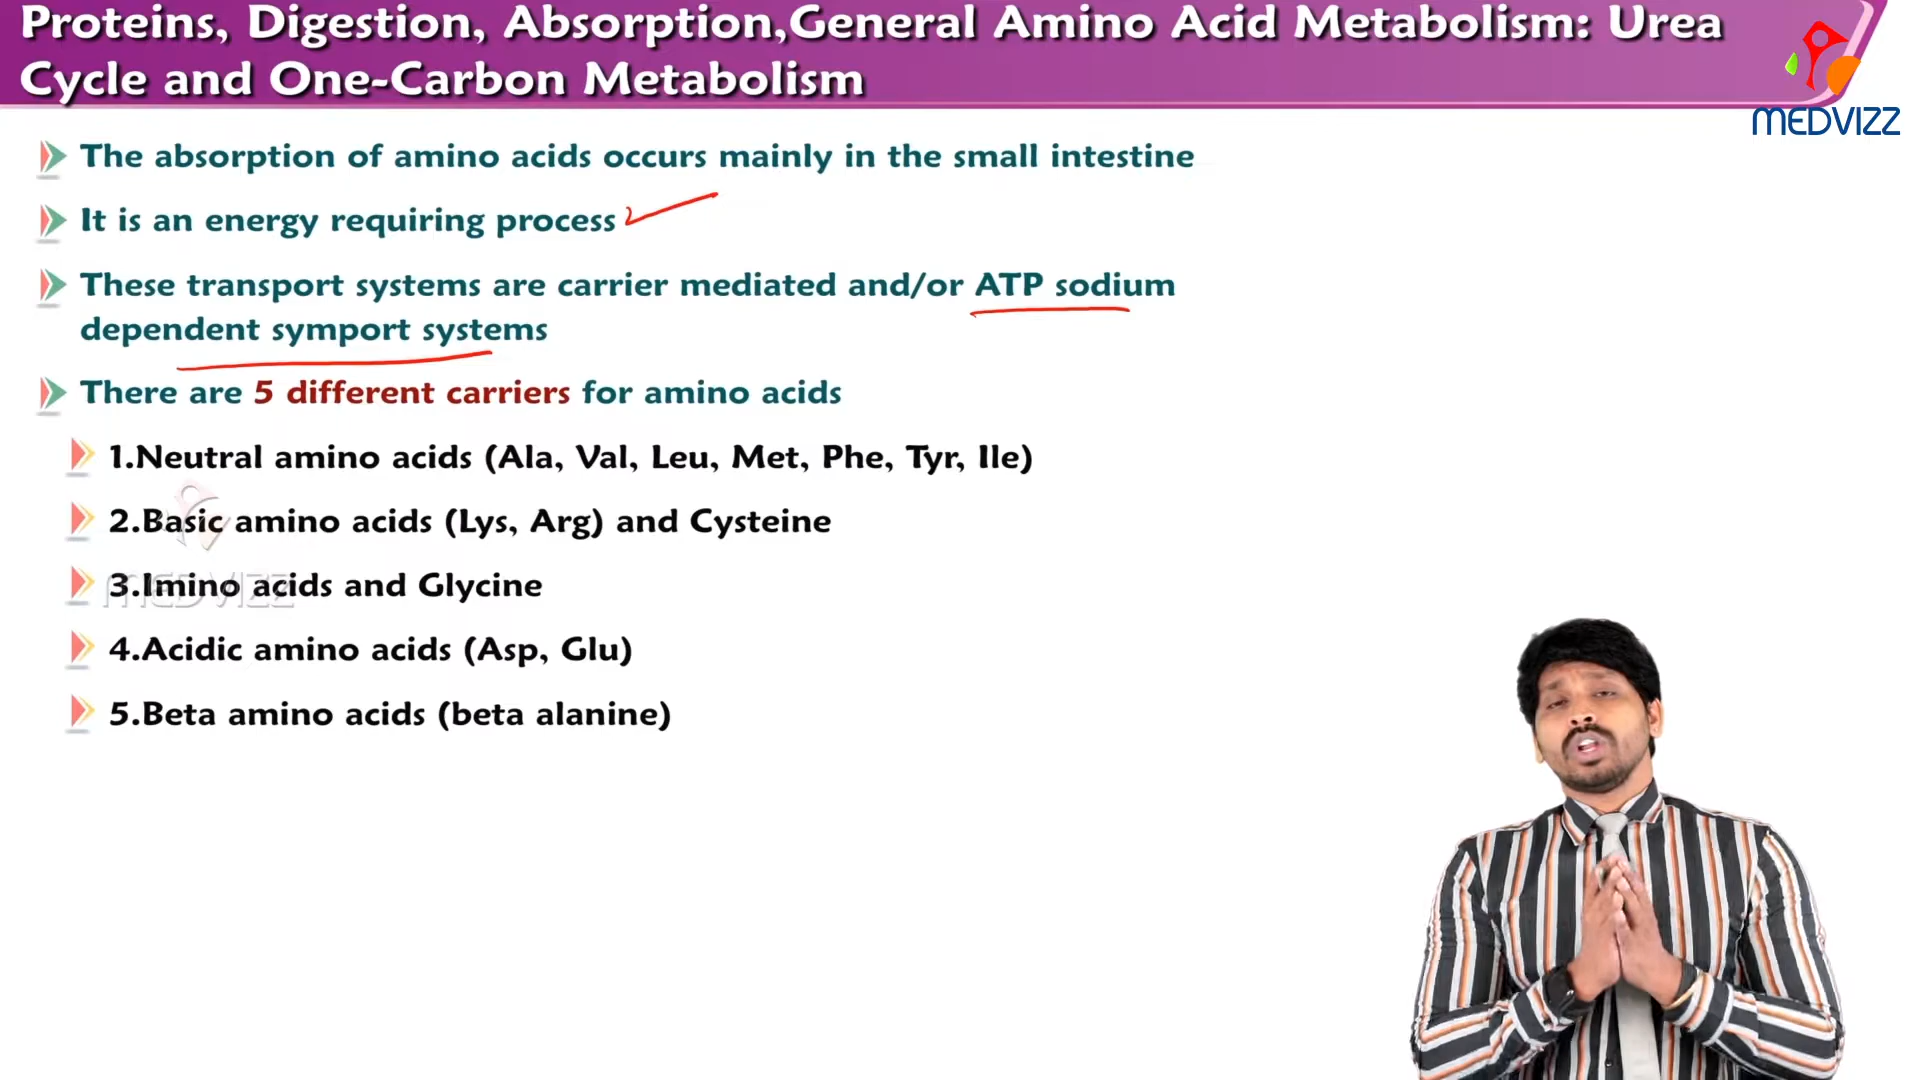 Proteins, Digestion, Absorption,General Amino Acid Metabolism: Urea
Cycle and One-Carbon Metabolism
MEDVIZZ
The absorption of amino acids occurs mainly in the small intestine
It is an energy requiring process
These transport systems are carrier mediated and/or ATP sodium
dependent symport systems
There are 5 different carriers for amino acids
1.Neutral amino acids (Ala, Val, Leu, Met, Phe, Tyr, Ile)
2.Basic amino acids (Lys, Arg) and Cysteine
3.Imino acids and Glycine
MEDVIZZ
4.Acidic amino acids (Asp, Glu)
5.Beta amino acids (beta alanine)